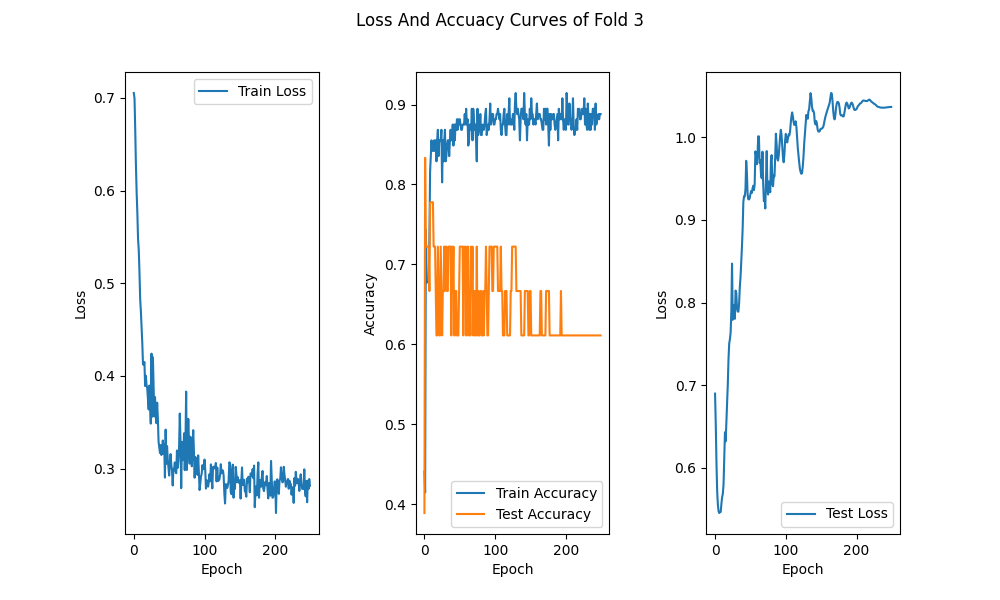 Loss And Accuacy Curves of Fold 3
Loss
0.7
0.6
0.5
0.4
0.3
0
100
200
Epoch
Train Loss
Accuracy
0.9
0.8
0.7
0.6
0.5
0.4
0
100
200
Epoch
Train Accuracy
Test Accuracy
Loss
1.0
0.9
0.8
0.7
0.6
0
100
200
Epoch
Test Loss